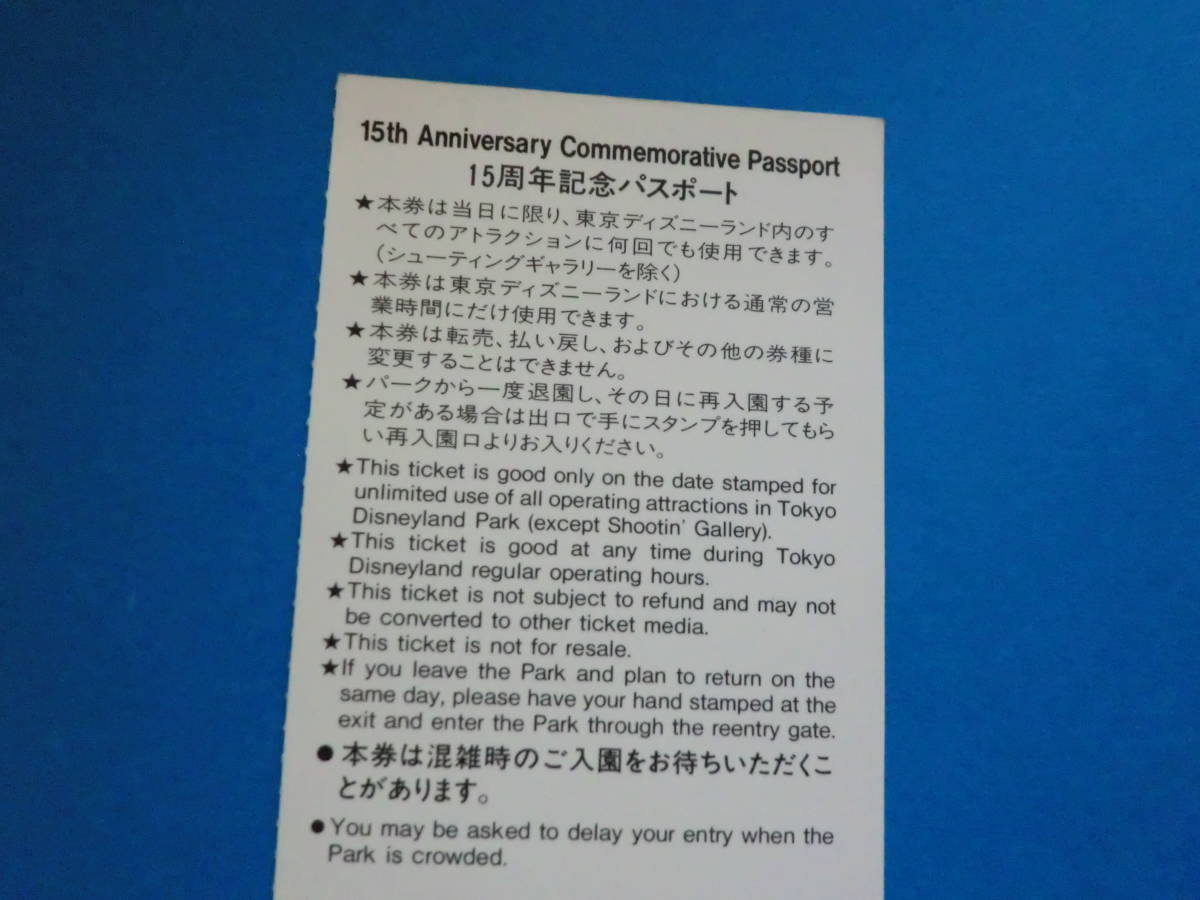 15th Anniversary Commemorative Passport
15周年記念パスポート
★本券は当日に限り、東京ディズニーランド内のす
べてのアトラクションに何回でも使用できます。
（シューティングギャラリーを除く）
★本券は東京ディズニーランドにおける通常の営
業時間にだけ使用できます。
★本券は転売、払い戻し、およびその他の券種に
変更することはできません。
★パークから一度退園し、その日に再入園する予
定がある場合は出口で手にスタンプを押してもら
い再入園口よりお入りください。
★This ticket is good only on the date stamped for
unlimited use of all operating attractions in Tokyo
Disneyland Park (except Shootin' Gallery).
★This ticket is good at any time during Tokyo
Disneyland regular operating hours.
★This ticket is not subject to refund and may not
be converted to other ticket media.
★This ticket is not for resale.
★If you leave the Park and plan to return on the
same day, please have your hand stamped at the
exit and enter the Park through the reentry gate.
●本券は混雑時のご入園をお待ちいただくこ
とがあります。
●You may be asked to delay your entry when the
Park is crowded.